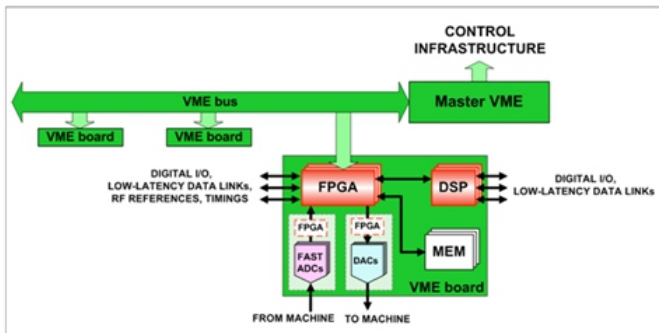 CONTROL
INFRASTRUCTURE
VME bus
Master VME
VME board
VME board
DIGITAL I/O,
LOW-LATENCY DATA LINKS,
RF REFERENCES, TIMINGS
FPGA
DSP
DIGITAL I/O,
LOW-LATENCY DATA LINKs
FPGA
FPGA
FAST
ADCs
DACs
MEM
VME board
FROM MACHINE
TO MACHINE